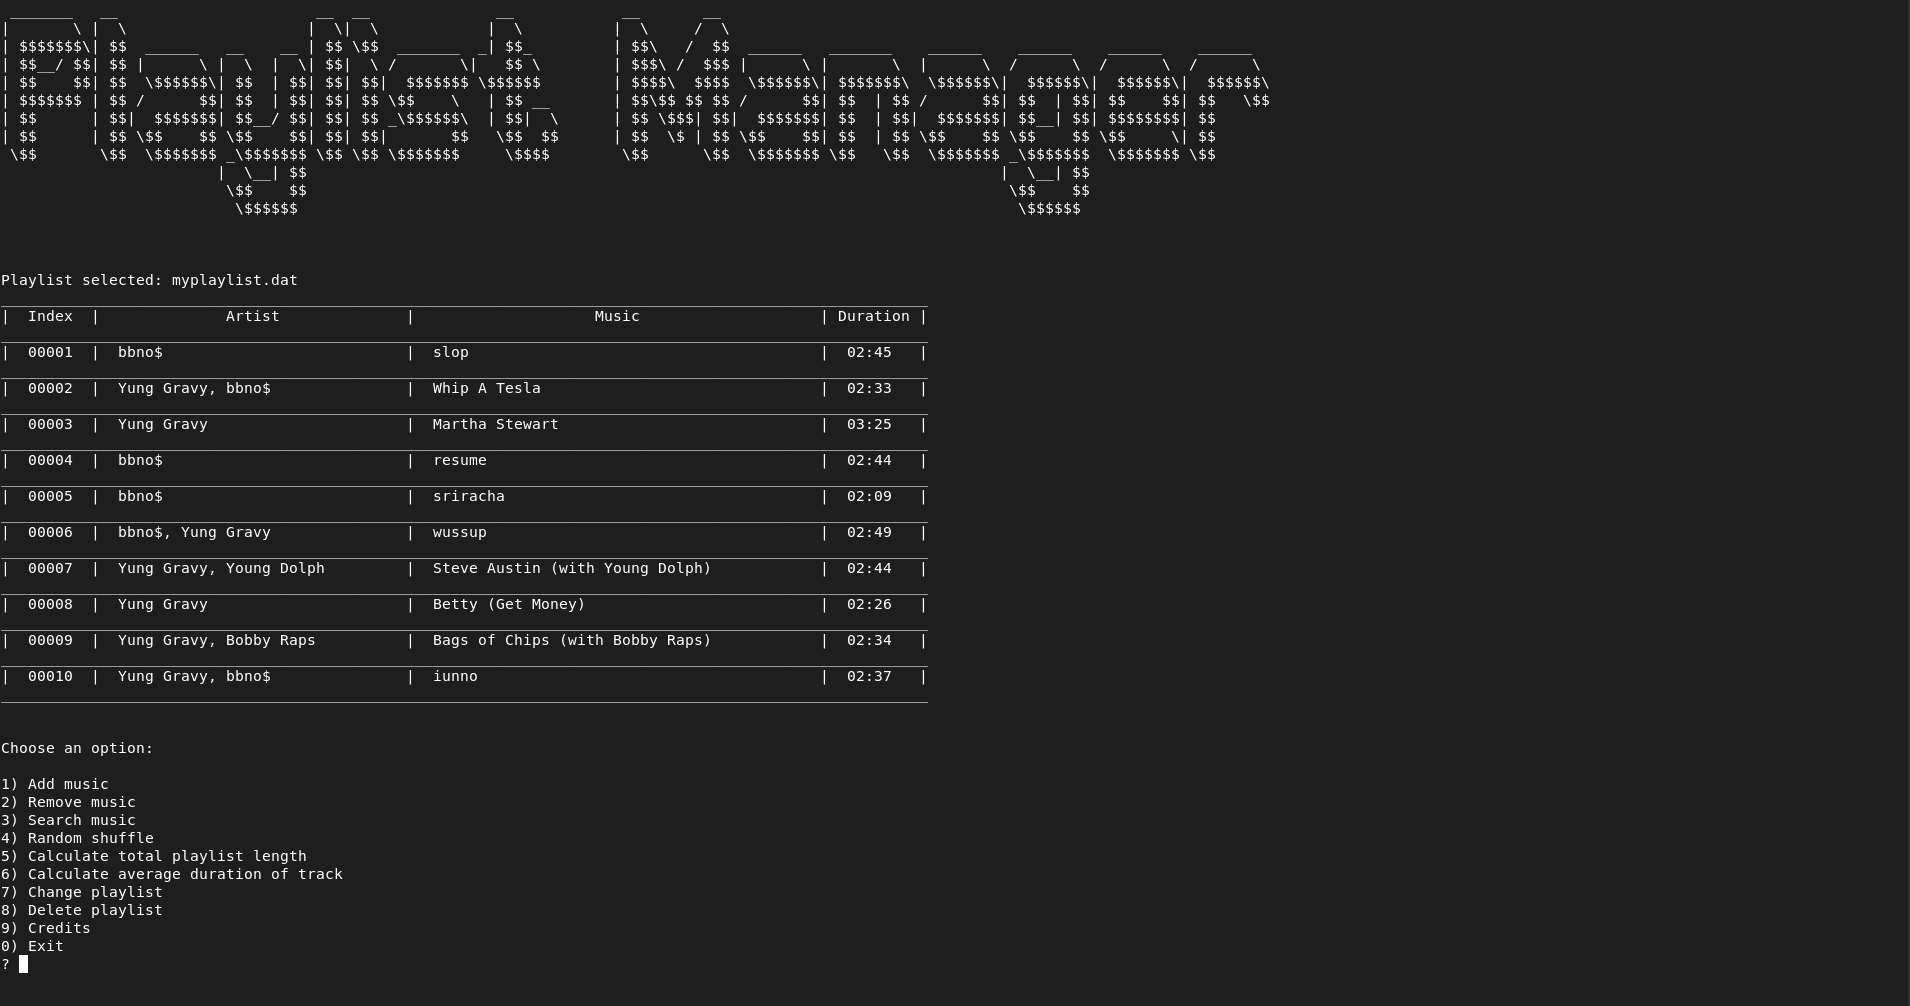 Playlist Manager
Playlist selected: myplaylist.dat
| Index | Artist | Music | Duration |
| 00001 | bbno$ | slop | 02:45 |
| 00002 | Yung Gravy, bbno$ | Whip A Tesla | 02:33 |
| 00003 | Yung Gravy | Martha Stewart | 03:25 |
| 00004 | bbno$ | resume | 02:44 |
| 00005 | bbno$ | sriracha | 02:09 |
| 00006 | bbno$, Yung Gravy | wussup | 02:49 |
| 00007 | Yung Gravy, Young Dolph | Steve Austin (with Young Dolph) | 02:44 |
| 00008 | Yung Gravy | Betty (Get Money) | 02:26 |
| 00009 | Yung Gravy, Bobby Raps | Bags of Chips (with Bobby Raps) | 02:34 |
| 00010 | Yung Gravy, bbno$ | iunno | 02:37 |
Choose an option:
1) Add music
2) Remove music
3) Search music
4) Random shuffle
5) Calculate total playlist length
6) Calculate average duration of track
7) Change playlist
8) Delete playlist
9) Credits
0) Exit
?